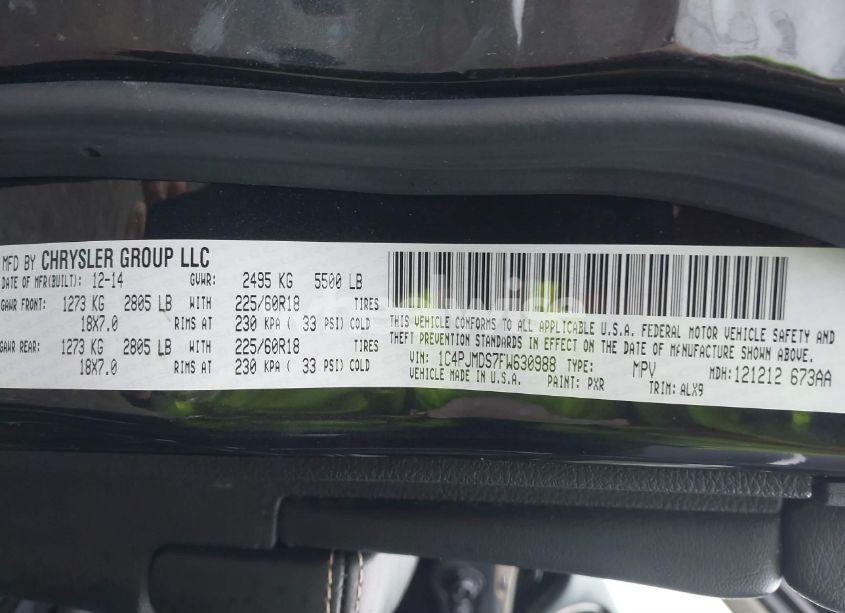 MFD BY CHRYSLER GROUP LLC
DATE OF MFR(BUILT): 12-14 GVWR: 2495 KG 5500 LB
GAWR FRONT: 1273 KG 2805 LB WITH 225/60R18 TIRES
18X7.0 RIMS AT 230 KPA ( 33 PSI) COLD
GAWR REAR: 1273 KG 2805 LB WITH 225/60R18 TIRES
18X7.0 RIMS AT 230 KPA ( 33 PSI) COLD
THIS VEHICLE CONFORMS TO ALL APPLICABLE U.S.A. FEDERAL MOTOR VEHICLE SAFETY AND
THEFT PREVENTION STANDARDS IN EFFECT ON THE DATE OF MANUFACTURE SHOWN ABOVE.
VIN: 1C4PJMDS7FW630988 TYPE: MPV MDH: 121212 673AA
VEHICLE MADE IN U.S.A. PAINT: PXR TRIM: ALX9